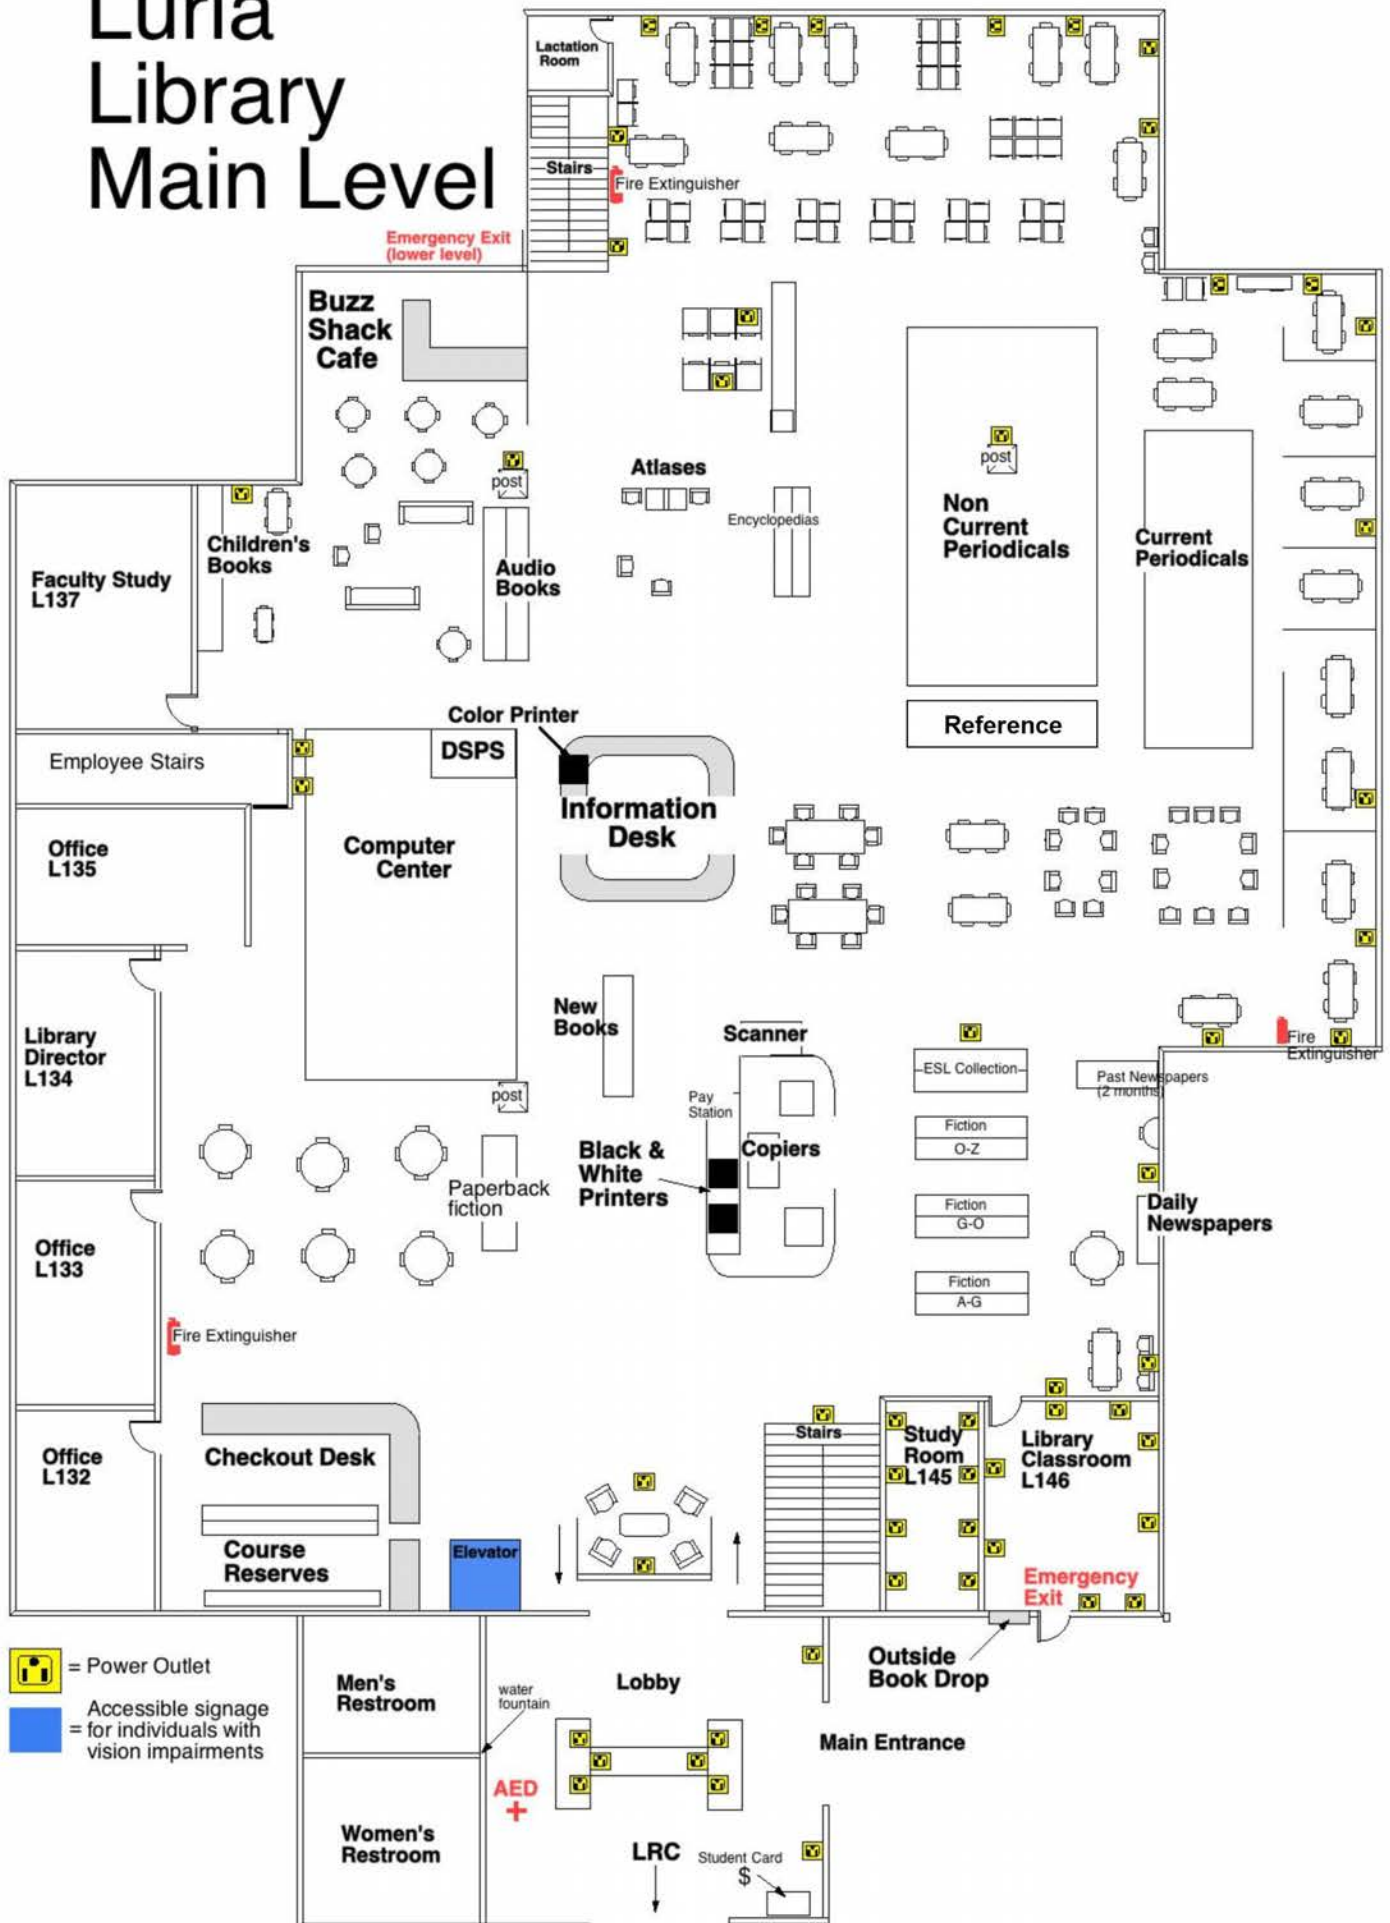 Luria
Library
Main Level
Lactation
Room
Stairs
Fire Extinguisher
Emergency Exit
(lower level)
Buzz
Shack
Cafe
post
Atlases
Encyclopedias
post
Non
Current
Periodicals
Current
Periodicals
Children's
Books
Faculty Study
L137
Audio
Books
Reference
Color Printer
DSPS
Employee Stairs
Information
Desk
Computer
Center
Office
L135
New
Books
Scanner
Library
Director
L134
ESL Collection
Fire
Extinguisher
Past Newspapers
(2 months)
post
Pay
Station
Fiction
O-Z
Black &
White
Printers
Copiers
Paperback
fiction
Fiction
G-O
Daily
Newspapers
Office
L133
Fiction
A-G
Fire Extinguisher
Stairs
Study
Room
L145
Library
Classroom
L146
Checkout Desk
Office
L132
Course
Reserves
Elevator
Emergency
Exit
= Power Outlet
Accessible signage
= for individuals with
vision impairments
Men's
Restroom
water
fountain
Lobby
Outside
Book Drop
Main Entrance
AED
Women's
Restroom
LRC
Student Card
$